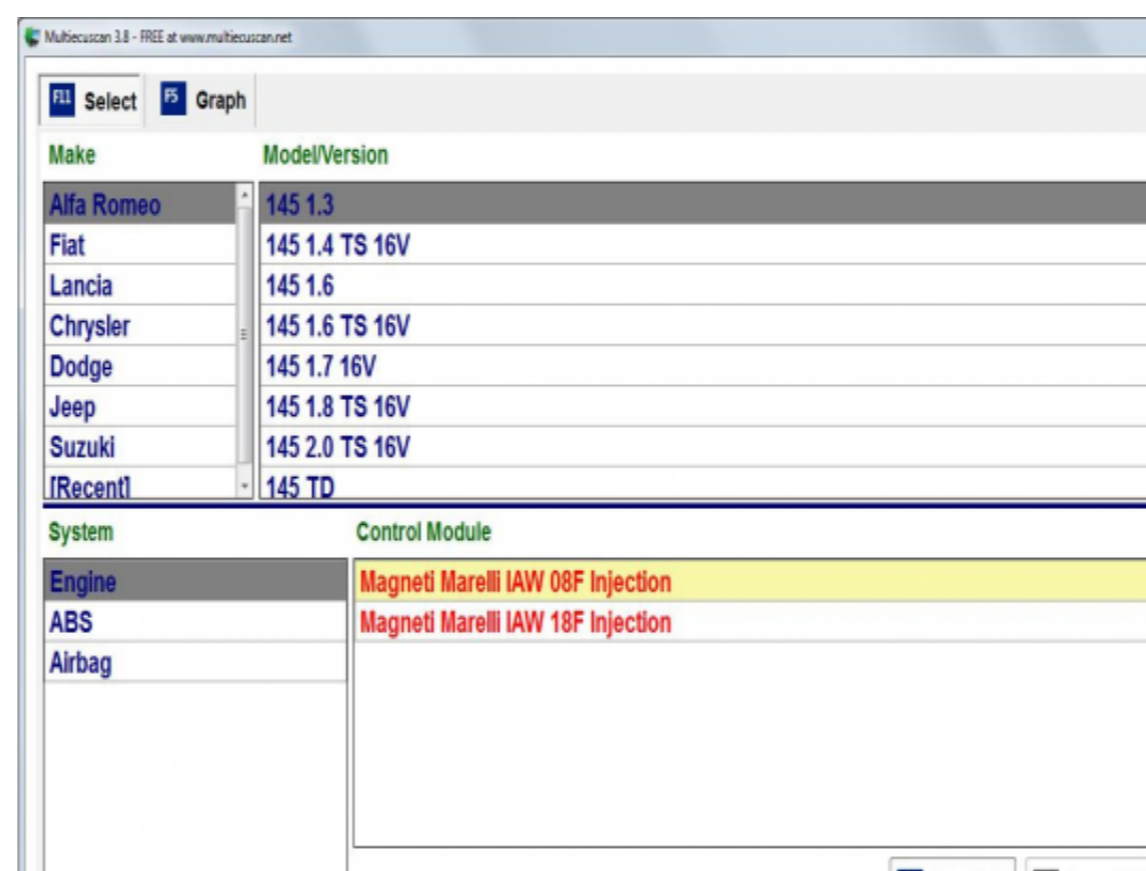 Multiecuscan 3.8 - FREE at www.multiecuscan.net
F11 Select F5 Graph
Make Model/Version
Alfa Romeo 145 1.3
Fiat 145 1.4 TS 16V
Lancia 145 1.6
Chrysler 145 1.6 TS 16V
Dodge 145 1.7 16V
Jeep 145 1.8 TS 16V
Suzuki 145 2.0 TS 16V
[Recent] 145 TD
System Control Module
Engine Magneti Marelli IAW 08F Injection
ABS Magneti Marelli IAW 18F Injection
Airbag